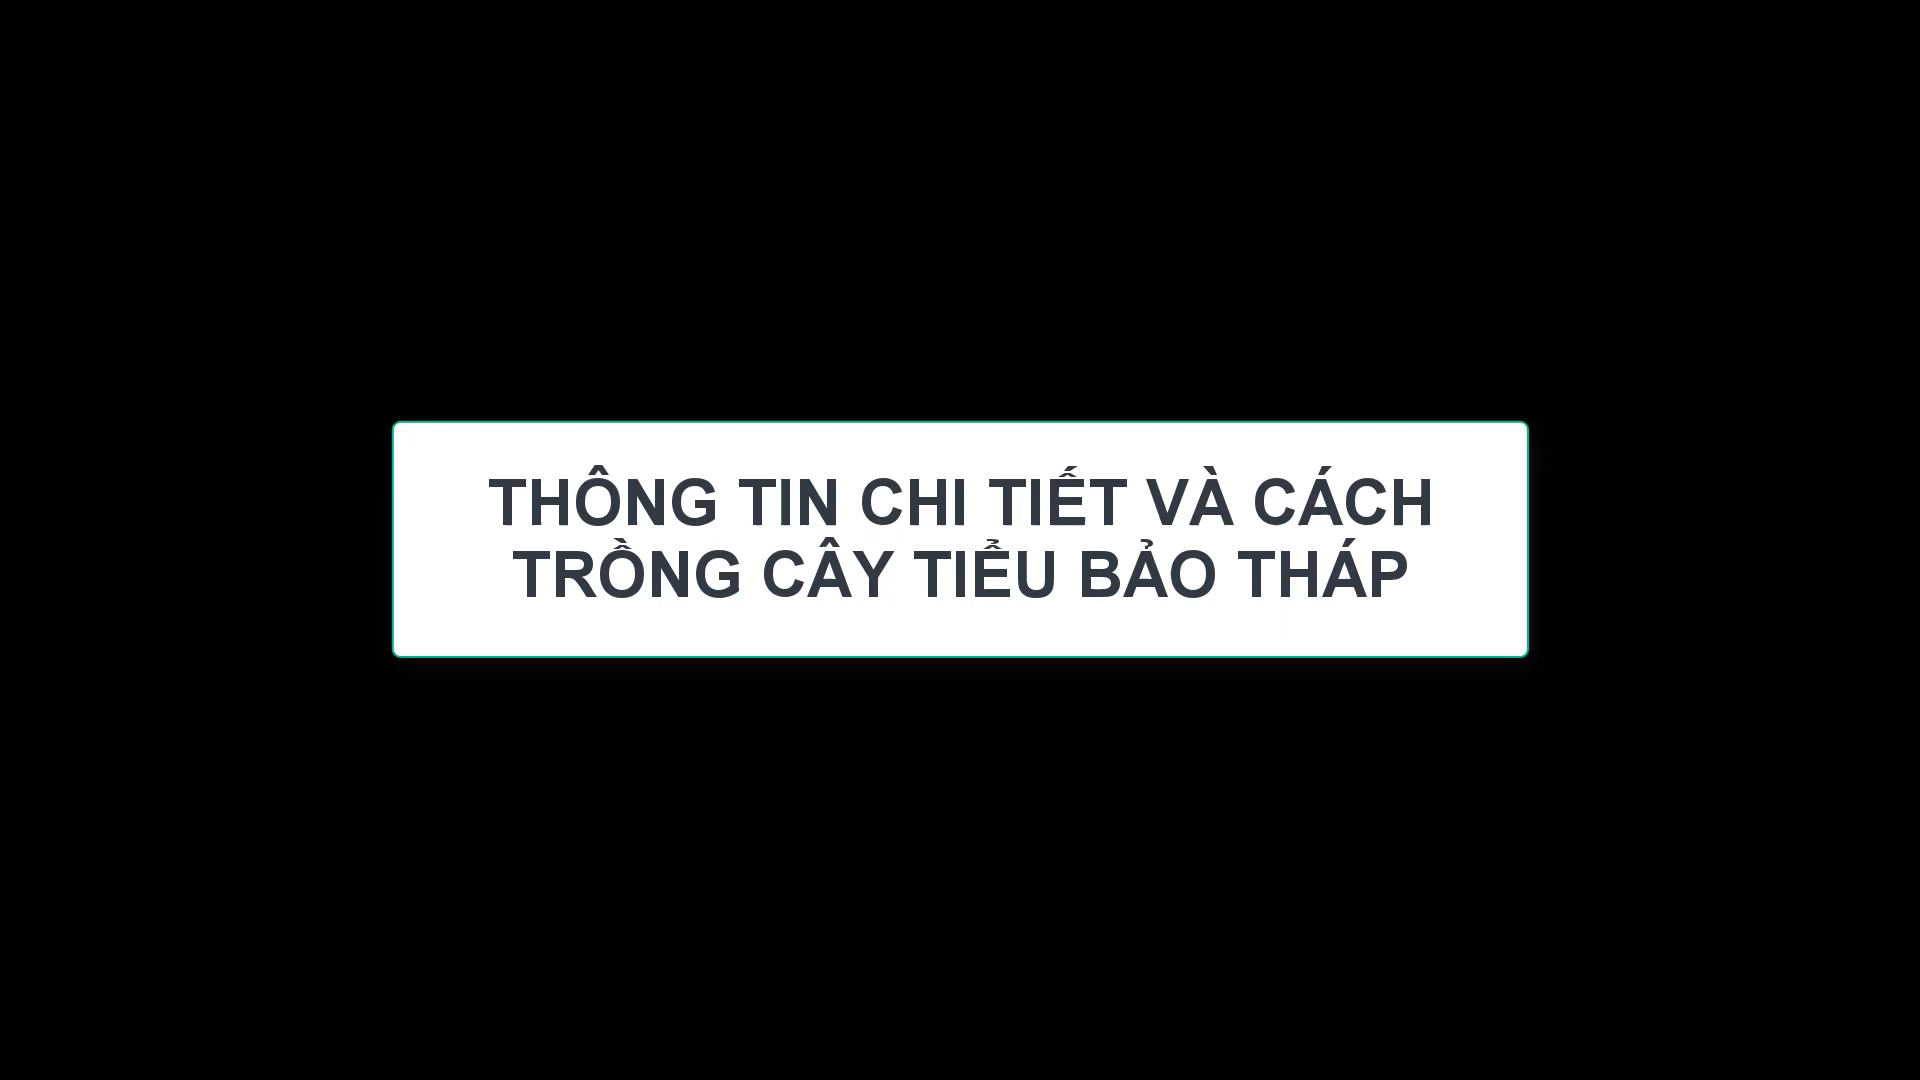 THÔNG TIN CHI TIẾT VÀ CÁCH
TRỒNG CÂY TIỂU BẢO THÁP